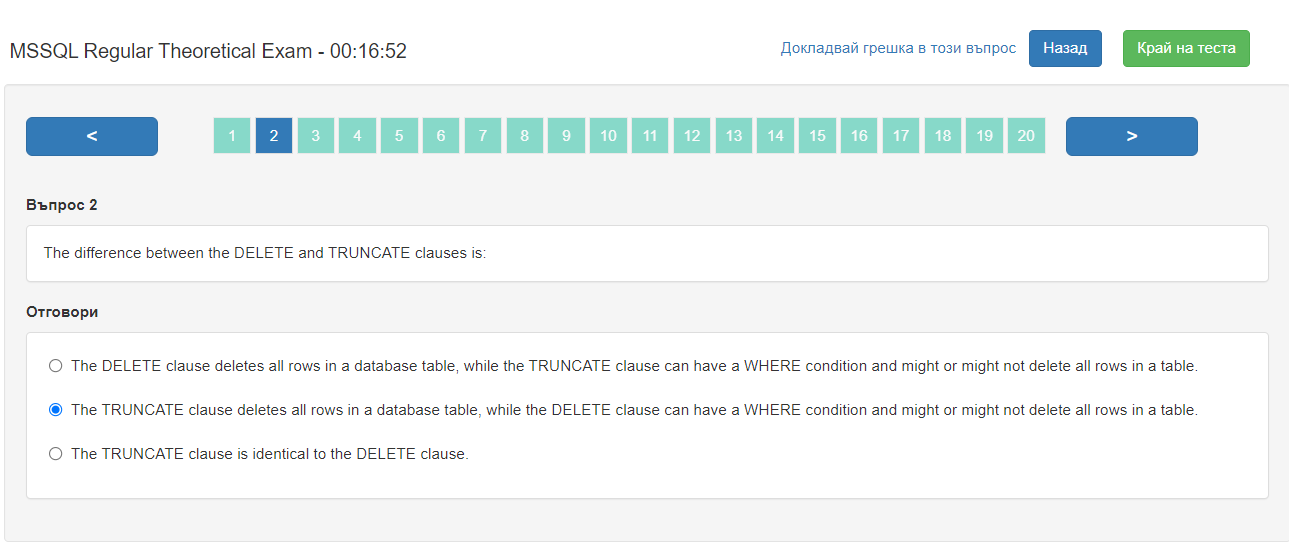 MSSQL Regular Theoretical Exam - 00:16:52
Докладвай грешка в този въпрос
Назад
Край на теста
<
1 2 3 4 5 6 7 8 9 10 11 12 13 14 15 16 17 18 19 20
>
Въпрос 2
The difference between the DELETE and TRUNCATE clauses is:
Отговори
The DELETE clause deletes all rows in a database table, while the TRUNCATE clause can have a WHERE condition and might or might not delete all rows in a table.
The TRUNCATE clause deletes all rows in a database table, while the DELETE clause can have a WHERE condition and might or might not delete all rows in a table.
The TRUNCATE clause is identical to the DELETE clause.